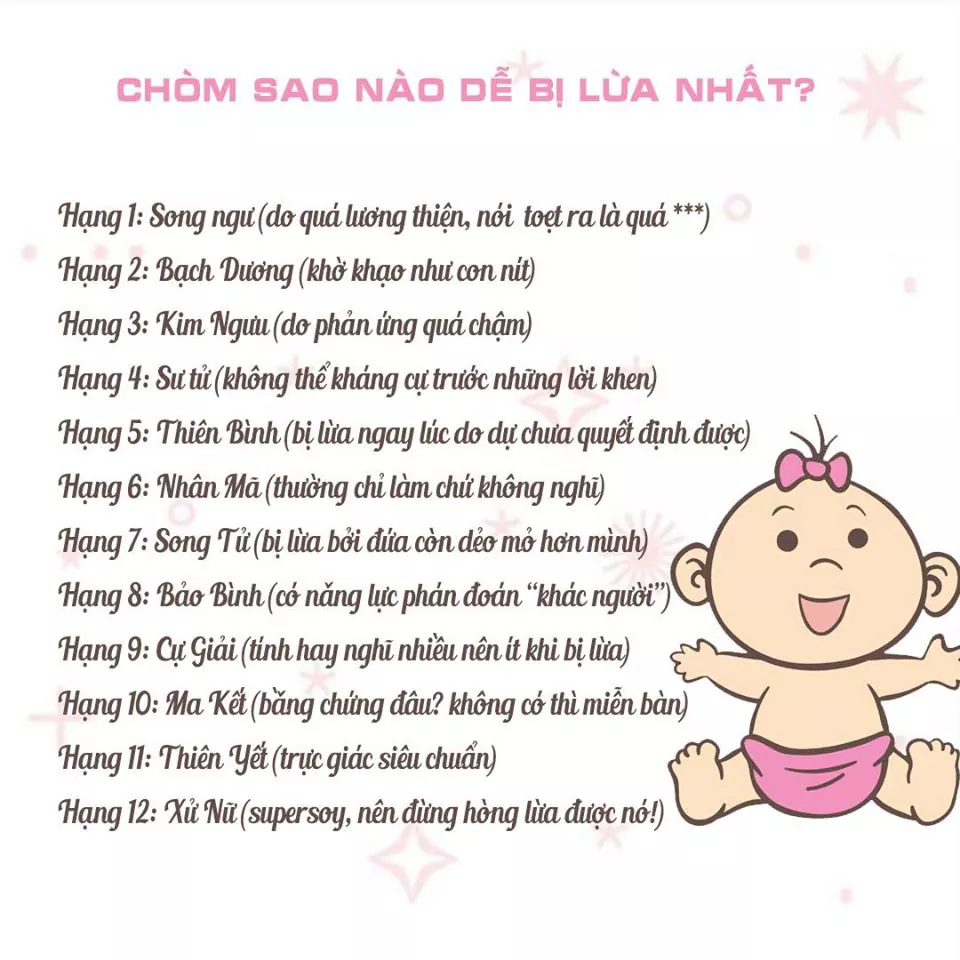 CHÒM SAO NÀO DỄ BỊ LỪA NHẤT?
Hạng 1: Song ngư (do quá lương thiện, nói toẹt ra là quá ***)
Hạng 2: Bạch Dương (khờ khạo như con nít)
Hạng 3: Kim Ngưu (do phản ứng quá chậm)
Hạng 4: Sư tử (không thể kháng cự trước những lời khen)
Hạng 5: Thiên Bình (bị lừa ngay lúc do dự chưa quyết định được)
Hạng 6: Nhân Mã (thường chỉ làm chứ không nghĩ)
Hạng 7: Song Tử (bị lừa bởi đứa còn dẻo mỏ hơn mình)
Hạng 8: Bảo Bình (có năng lực phán đoán “khác người”)
Hạng 9: Cự Giải (tính hay nghĩ nhiều nên ít khi bị lừa)
Hạng 10: Ma Kết (bằng chứng đâu? không có thì miễn bàn)
Hạng 11: Thiên Yết (trực giác siêu chuẩn)
Hạng 12: Xử Nữ (supersoy, nên đừng hòng lừa được nó!)